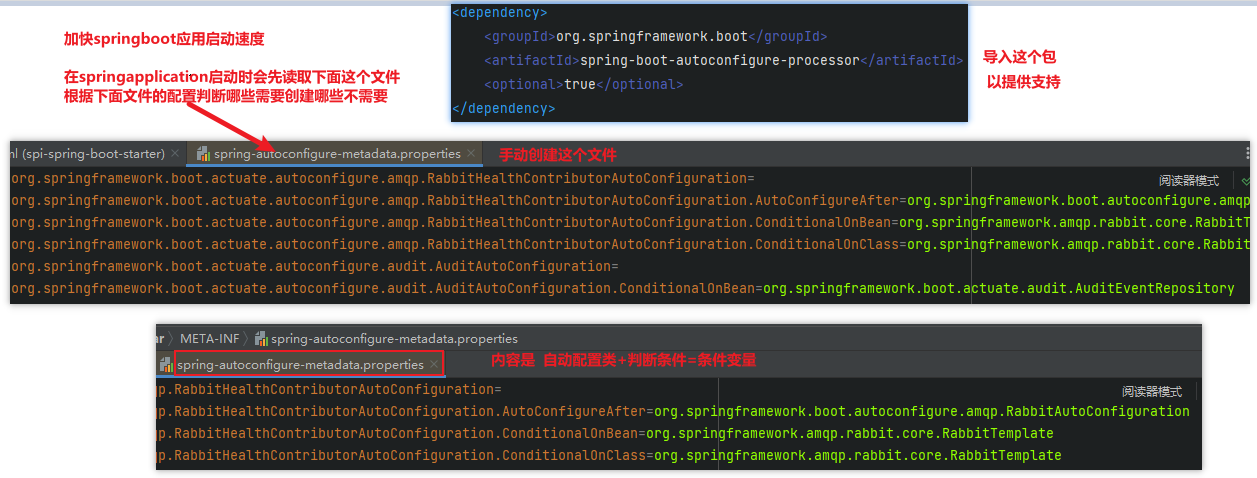 加快springboot应用启动速度
在springapplication启动时会先读取下面这个文件
根据下面文件的配置判断哪些需要创建哪些不需要
<dependency>
<groupId>org.springframework.boot</groupId>
<artifactId>spring-boot-autoconfigure-processor</artifactId>
<optional>true</optional>
</dependency>
导入这个包
以提供支持
nl (spi-spring-boot-starter) × spring-autoconfigure-metadata.properties × 手动创建这个文件
org.springframework.boot.actuate.autoconfigure.amqp.RabbitHealthContributorAutoConfiguration= 阅读器模式
org.springframework.boot.actuate.autoconfigure.amqp.RabbitHealthContributorAutoConfiguration.AutoConfigureAfter=org.springframework.boot.autoconfigure.amqp
org.springframework.boot.actuate.autoconfigure.amqp.RabbitHealthContributorAutoConfiguration.ConditionalOnBean=org.springframework.amqp.rabbit.core.RabbitT
org.springframework.boot.actuate.autoconfigure.amqp.RabbitHealthContributorAutoConfiguration.ConditionalOnClass=org.springframework.amqp.rabbit.core.Rabbit
org.springframework.boot.actuate.autoconfigure.audit.AuditAutoConfiguration=
org.springframework.boot.actuate.autoconfigure.audit.AuditAutoConfiguration.ConditionalOnBean=org.springframework.boot.actuate.audit.AuditEventRepository
ar 〉 META-INF 〉 spring-autoconfigure-metadata.properties
spring-autoconfigure-metadata.properties × 内容是 自动配置类+判断条件=条件变量
qp.RabbitHealthContributorAutoConfiguration= 阅读器模式
qp.RabbitHealthContributorAutoConfiguration.AutoConfigureAfter=org.springframework.boot.autoconfigure.amqp.RabbitAutoConfiguration
qp.RabbitHealthContributorAutoConfiguration.ConditionalOnBean=org.springframework.amqp.rabbit.core.RabbitTemplate
qp.RabbitHealthContributorAutoConfiguration.ConditionalOnClass=org.springframework.amqp.rabbit.core.RabbitTemplate